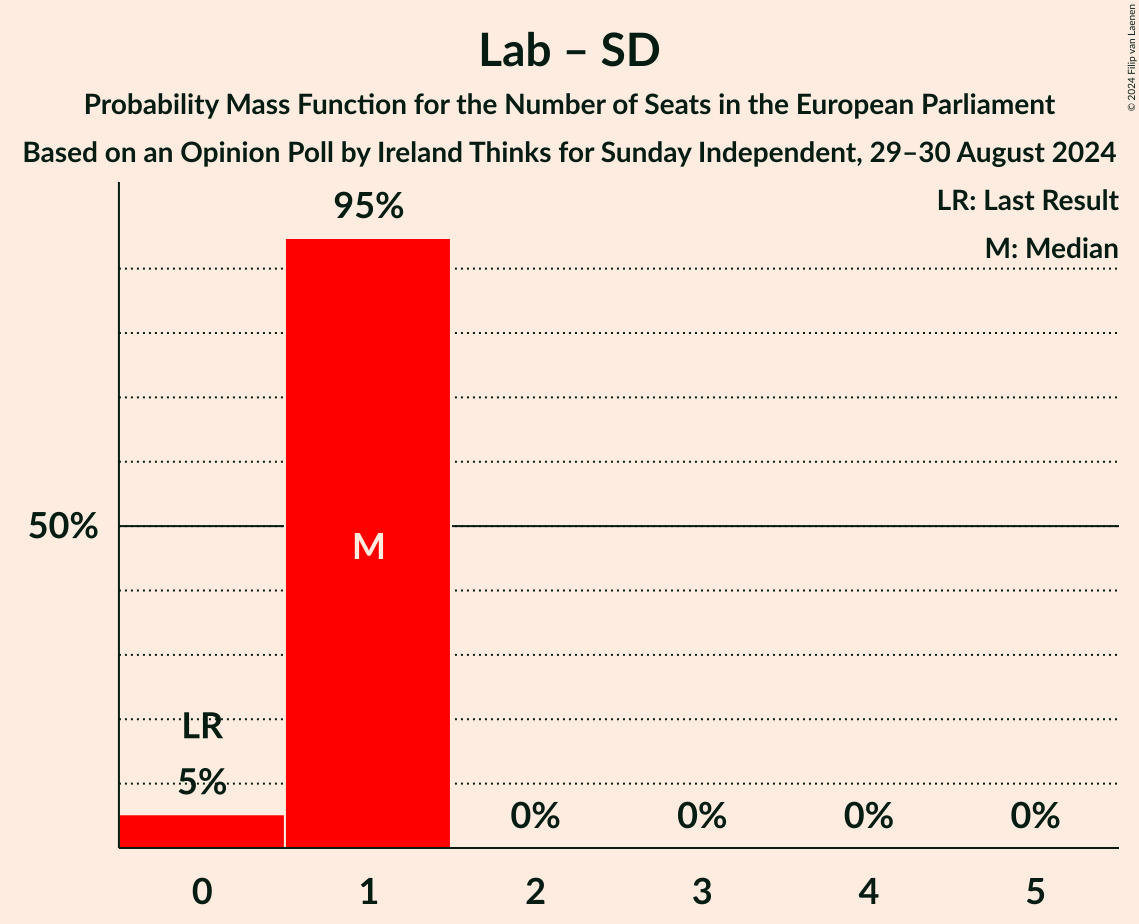 Lab – SD
Probability Mass Function for the Number of Seats in the European Parliament
Based on an Opinion Poll by Ireland Thinks for Sunday Independent, 29–30 August 2024
© 2024 Filip van Laenen
LR: Last Result
M: Median
95%
50%
M
LR
5%
0%
0%
0%
0%
0
1
2
3
4
5